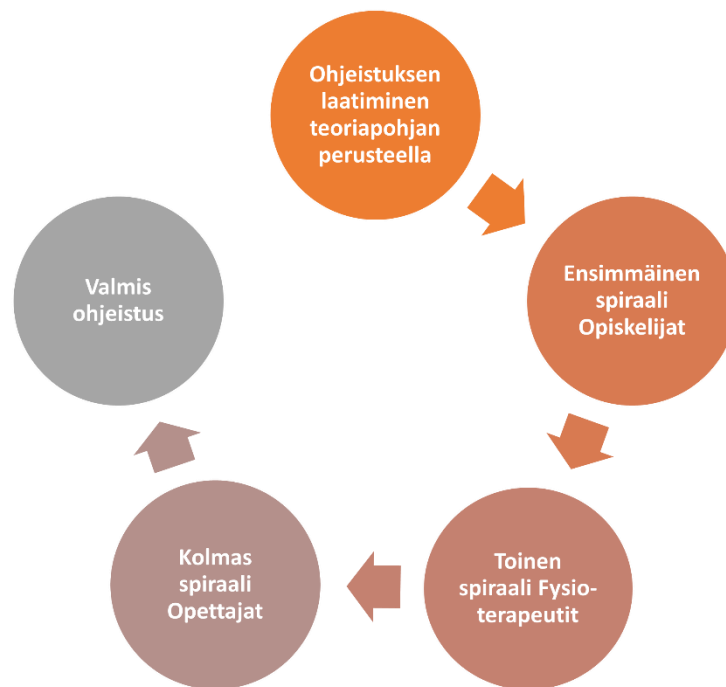 Ohjeistuksen
laatiminen
teoriapohjan
perusteella
Ensimmäinen
spiraali
Opiskelijat
Toinen
spiraali Fysio-
terapeutit
Kolmas
spiraali
Opettajat
Valmis
ohjeistus